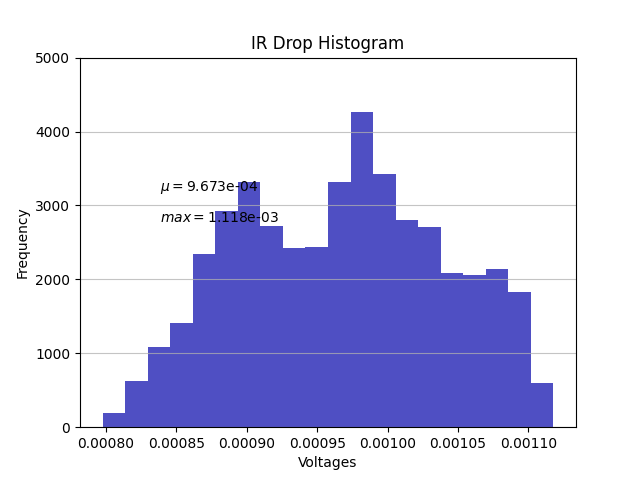 IR Drop Histogram
5000
4000
3000
2000
1000
0
Frequency
μ = 9.673e-04
max = 1.118e-03
0.00080 0.00085 0.00090 0.00095 0.00100 0.00105 0.00110
Voltages